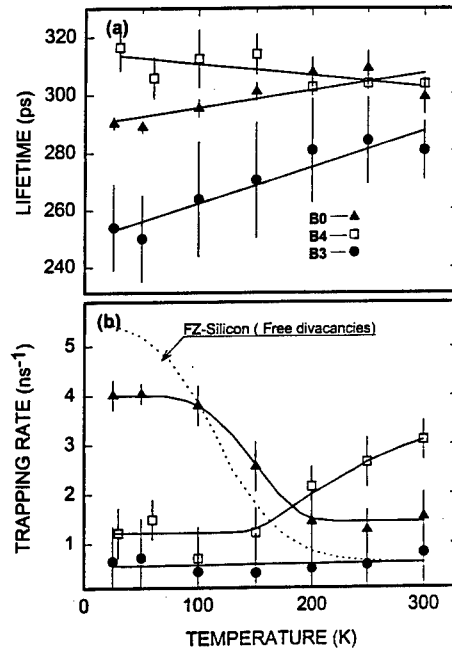 (a)
320
300
280
260
240
LIFETIME (ps)
B0
B4
B3
(b)
FZ-Silicon ( Free divacancies)
5
4
3
2
1
TRAPPING RATE (ns-1)
0
100
200
300
TEMPERATURE (K)